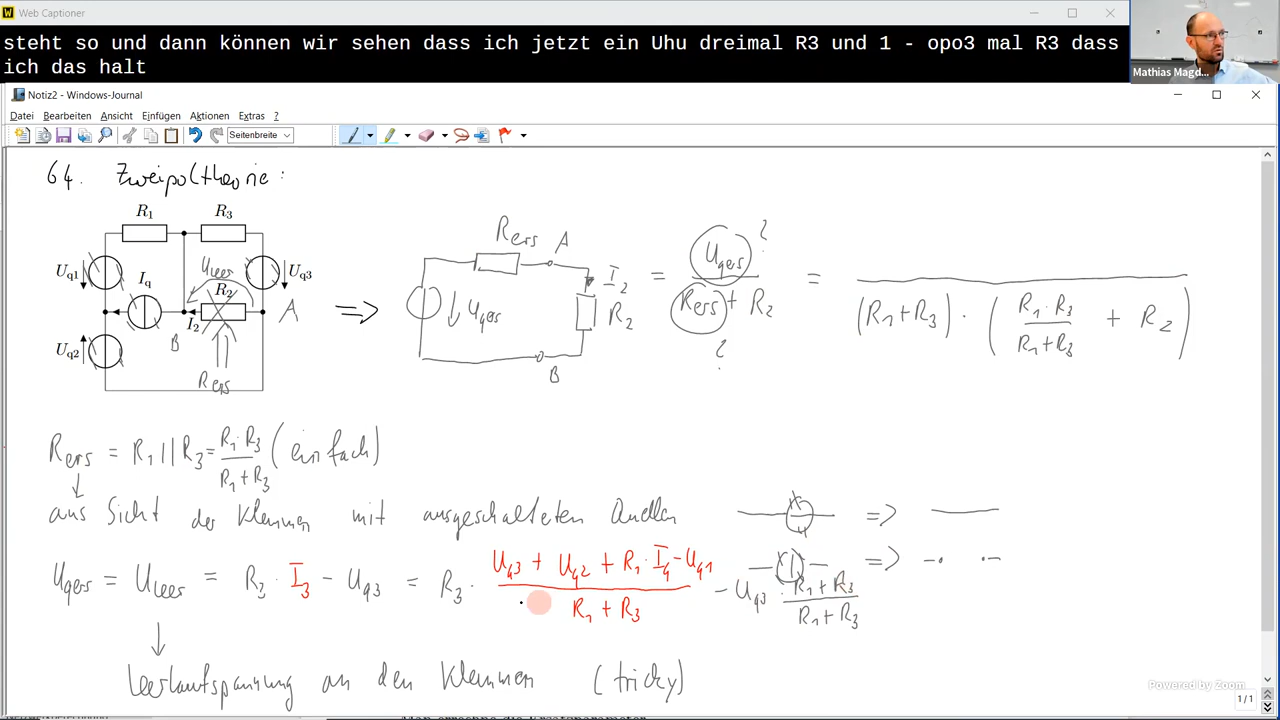 Web Captioner
steht so und dann können wir sehen dass ich jetzt ein Uhu dreimal R3 und 1 - opo3 mal R3 dass
ich das halt
Mathias Magd...
Notiz2 - Windows-Journal
Datei Bearbeiten Ansicht Einfügen Aktionen Extras ?
Seitenbreite
64. Zweipoltheorie:
R1 R3
Uq1 Iq Uleer R2 Uq3
I2 A
B
Uq2
Rers
=>
Rers A
Uqers I2 R2
B
= Uqers / (Rers + R2) = / (R1+R3) · (R1·R3 / (R1+R3) + R2)
?
?
Rers = R1 || R3 = R1·R3 / (R1+R3) (einfach)
aus Sicht der Klemmen mit ausgeschalteten Quellen =>
=>
Uqers = Uleer = R3 · I3 - Uq3 = R3 · (Uq3 + Uq2 + R1·Iq - Uq1) / (R1 + R3) - Uq3 · (R1+R3) / (R1+R3)
Leerlaufspannung an den Klemmen (tricky)
Powered by Zoom
1/1